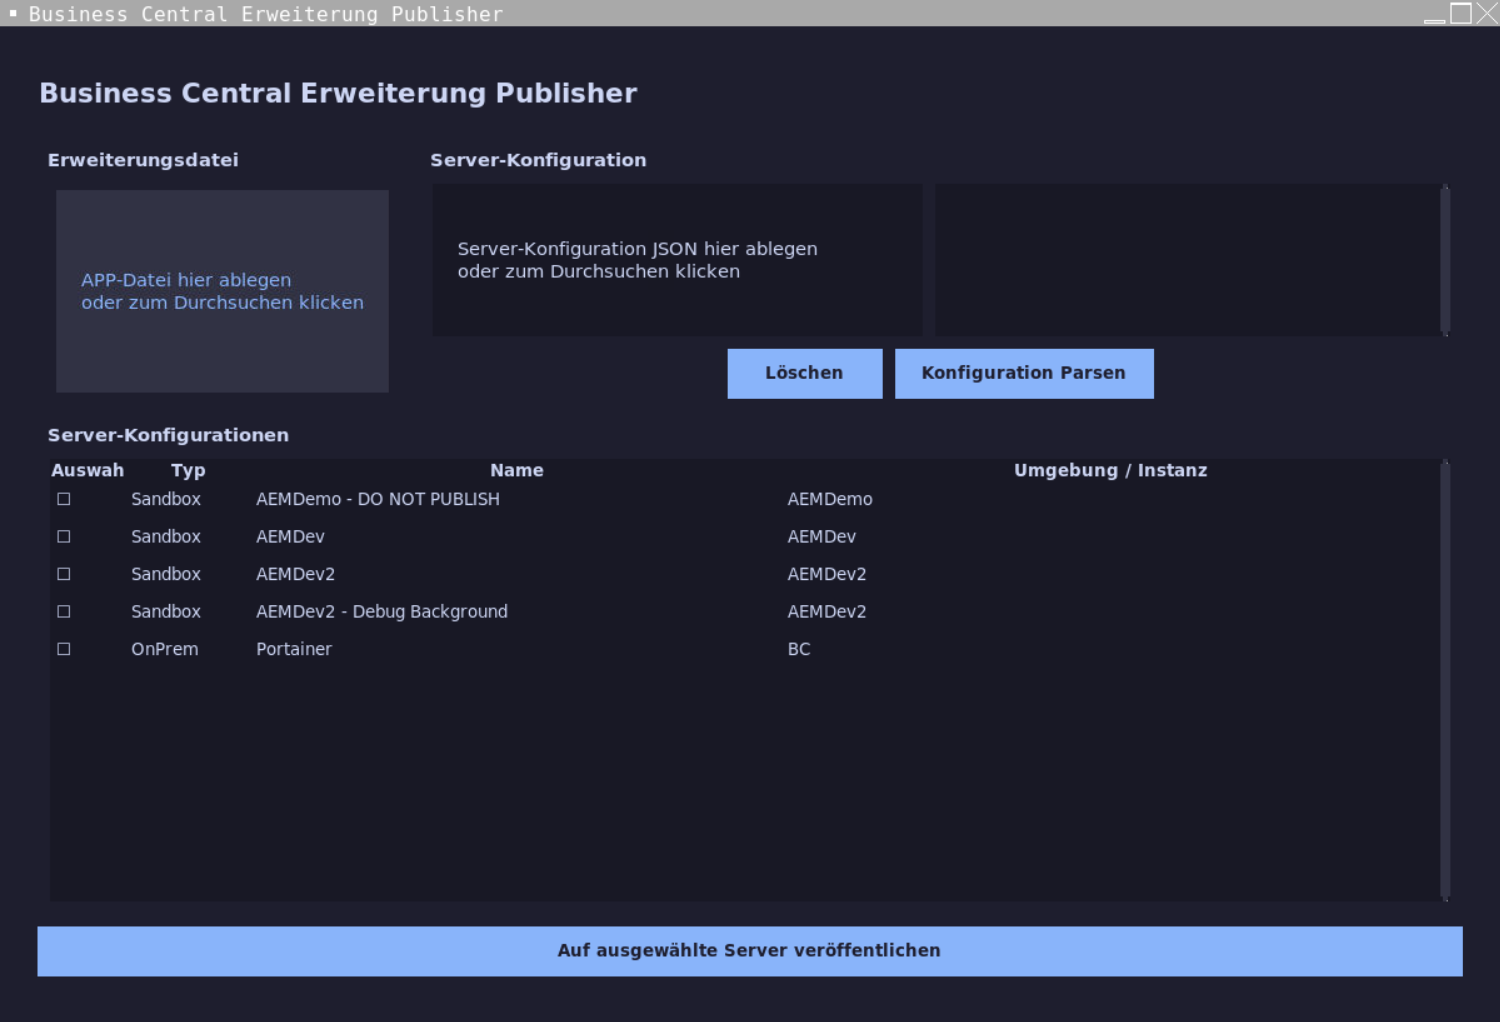 Business Central Erweiterung Publisher
Business Central Erweiterung Publisher
Erweiterungsdatei
Server-Konfiguration
APP-Datei hier ablegen
oder zum Durchsuchen klicken
Server-Konfiguration JSON hier ablegen
oder zum Durchsuchen klicken
Löschen
Konfiguration Parsen
Server-Konfigurationen
Auswah Typ Name Umgebung / Instanz
Sandbox AEMDemo - DO NOT PUBLISH AEMDemo
Sandbox AEMDev AEMDev
Sandbox AEMDev2 AEMDev2
Sandbox AEMDev2 - Debug Background AEMDev2
OnPrem Portainer BC
Auf ausgewählte Server veröffentlichen